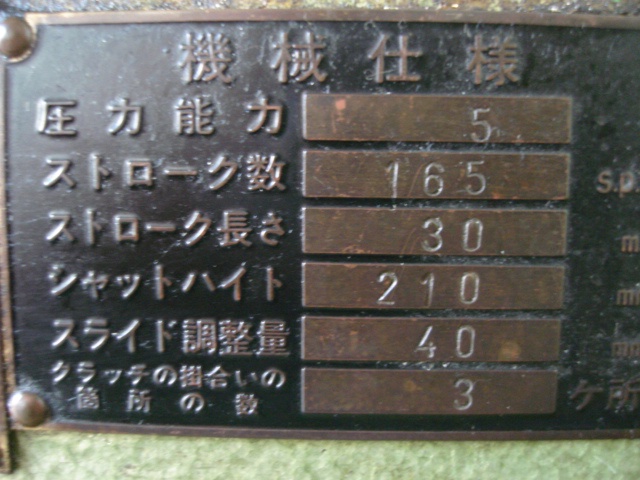 機械仕様
圧力能力 5
ストローク数 165 s.p
ストローク長さ 30 m
シャットハイト 210 m
スライド調整量 40 mm
クラッチの掛合いの
箇所の数 3 ケ所